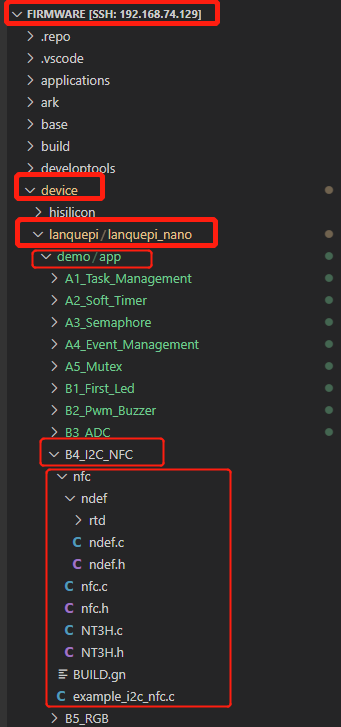 FIRMWARE [SSH: 192.168.74.129]
.repo
.vscode
applications
ark
base
build
developtools
device
hisilicon
lanquepi / lanquepi_nano
demo / app
A1_Task_Management
A2_Soft_Timer
A3_Semaphore
A4_Event_Management
A5_Mutex
B1_First_Led
B2_Pwm_Buzzer
B3_ADC
B4_I2C_NFC
nfc
ndef
rtd
C ndef.c
C ndef.h
C nfc.c
C nfc.h
C NT3H.c
C NT3H.h
BUILD.gn
C example_i2c_nfc.c
B5_RGB